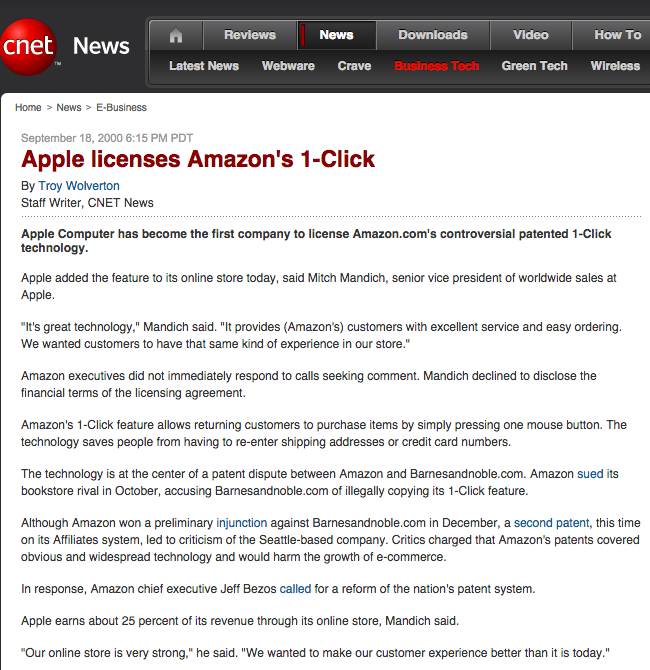 cnet News
Reviews News Downloads Video How To
Latest News Webware Crave Business Tech Green Tech Wireless
Home > News > E-Business
September 18, 2000 6:15 PM PDT
Apple licenses Amazon's 1-Click
By Troy Wolverton
Staff Writer, CNET News
Apple Computer has become the first company to license Amazon.com's controversial patented 1-Click
technology.
Apple added the feature to its online store today, said Mitch Mandich, senior vice president of worldwide sales at
Apple.
"It's great technology," Mandich said. "It provides (Amazon's) customers with excellent service and easy ordering.
We wanted customers to have that same kind of experience in our store."
Amazon executives did not immediately respond to calls seeking comment. Mandich declined to disclose the
financial terms of the licensing agreement.
Amazon's 1-Click feature allows returning customers to purchase items by simply pressing one mouse button. The
technology saves people from having to re-enter shipping addresses or credit card numbers.
The technology is at the center of a patent dispute between Amazon and Barnesandnoble.com. Amazon sued its
bookstore rival in October, accusing Barnesandnoble.com of illegally copying its 1-Click feature.
Although Amazon won a preliminary injunction against Barnesandnoble.com in December, a second patent, this time
on its Affiliates system, led to criticism of the Seattle-based company. Critics charged that Amazon's patents covered
obvious and widespread technology and would harm the growth of e-commerce.
In response, Amazon chief executive Jeff Bezos called for a reform of the nation's patent system.
Apple earns about 25 percent of its revenue through its online store, Mandich said.
"Our online store is very strong," he said. "We wanted to make our customer experience better than it is today."